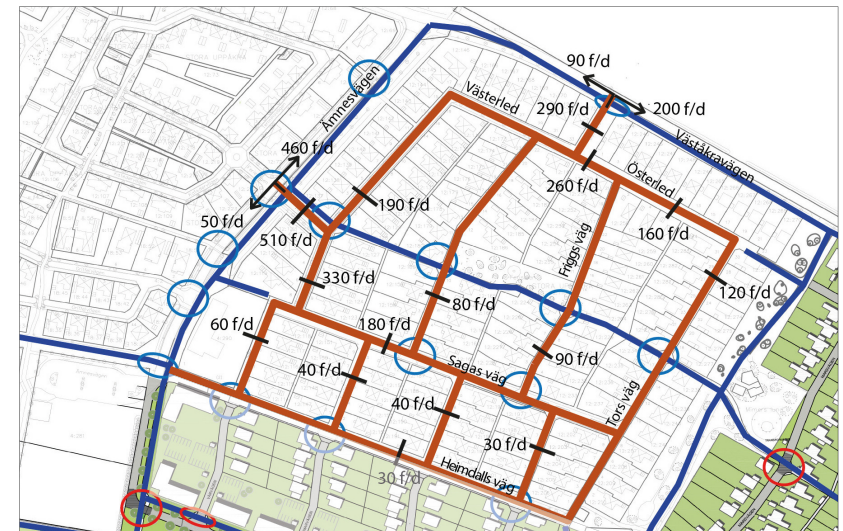 90 f/d
290 f/d
200 f/d
Västerled
Ämnesvägen
Väståkravägen
460 f/d
Österled
260 f/d
190 f/d
160 f/d
50 f/d
510 f/d
Friggs väg
330 f/d
120 f/d
80 f/d
60 f/d
180 f/d
90 f/d
40 f/d
Sagas väg
Tors väg
40 f/d
30 f/d
Heimdalls väg
30 f/d